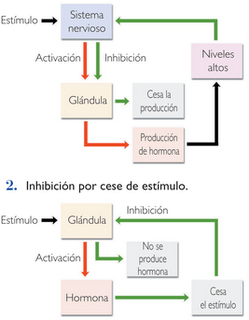 Estímulo
Sistema
nervioso
Activación
Inhibición
Niveles
altos
Glándula
Cesa la
producción
Producción
de hormona
2. Inhibición por cese de estímulo.
Inhibición
Estímulo
Glándula
Activación
No se
produce
hormona
Hormona
Cesa
el estímulo